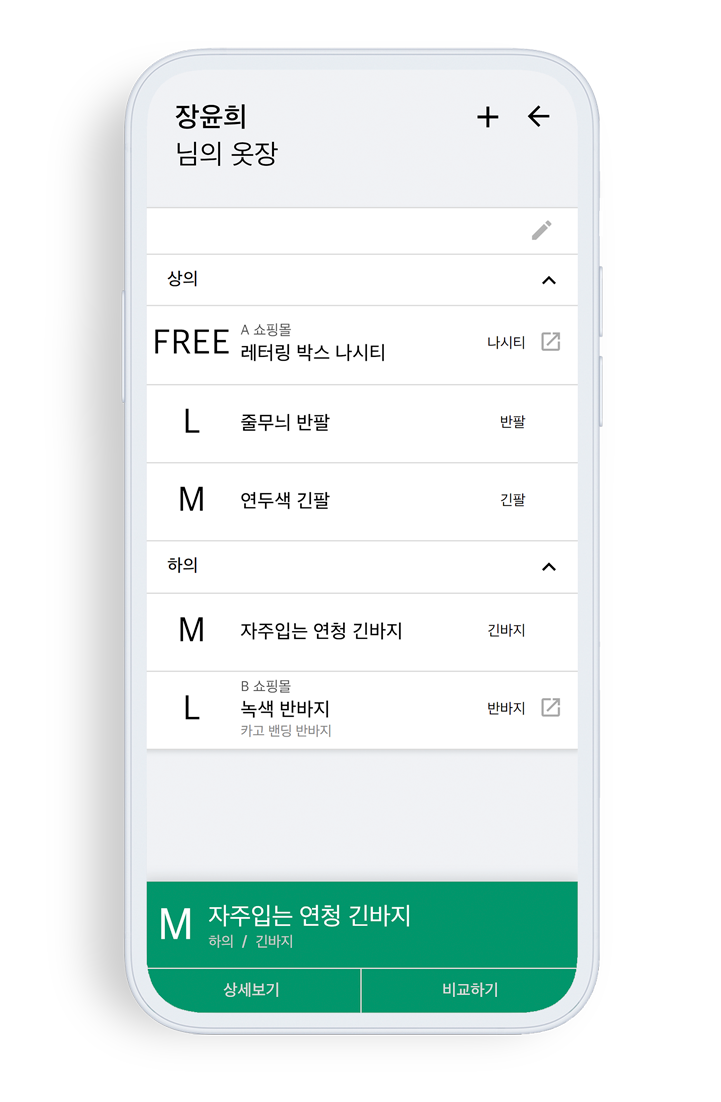 장윤희
님의 옷장
상의
FREE
A 쇼핑몰
레터링 박스 나시티
나시티
L
줄무늬 반팔
반팔
M
연두색 긴팔
긴팔
하의
M
자주입는 연청 긴바지
긴바지
L
B 쇼핑몰
녹색 반바지
카고 밴딩 반바지
반바지
M
자주입는 연청 긴바지
하의 / 긴바지
상세보기
비교하기